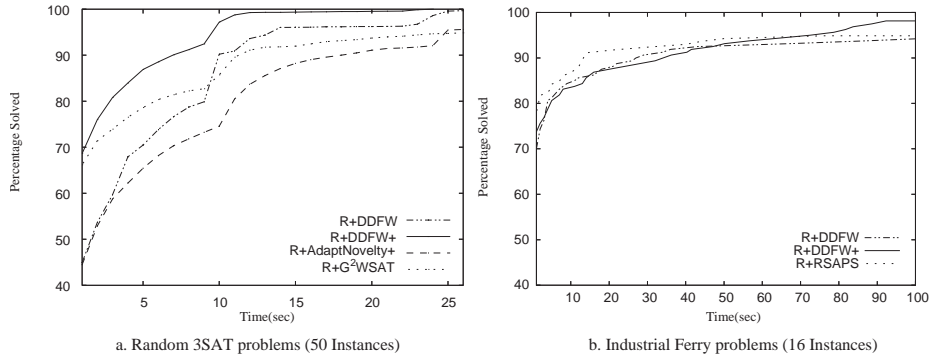 100
90
80
70
60
50
40
Percentage Solved
5 10 15 20 25
Time(sec)
R+DDFW
R+DDFW+
R+AdaptNovelty+
R+G²WSAT
a. Random 3SAT problems (50 Instances)
100
90
80
70
60
50
40
Percentage Solved
10 20 30 40 50 60 70 80 90 100
Time(sec)
R+DDFW
R+DDFW+
R+RSAPS
b. Industrial Ferry problems (16 Instances)